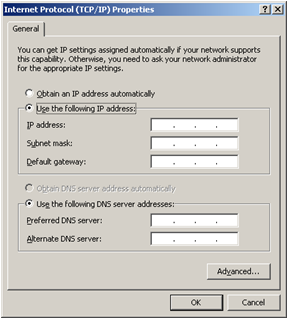 Internet Protocol (TCP/IP) Properties
General
You can get IP settings assigned automatically if your network supports
this capability. Otherwise, you need to ask your network administrator
for the appropriate IP settings.
Obtain an IP address automatically
Use the following IP address:
IP address:
Subnet mask:
Default gateway:
Obtain DNS server address automatically
Use the following DNS server addresses:
Preferred DNS server:
Alternate DNS server:
Advanced...
OK Cancel